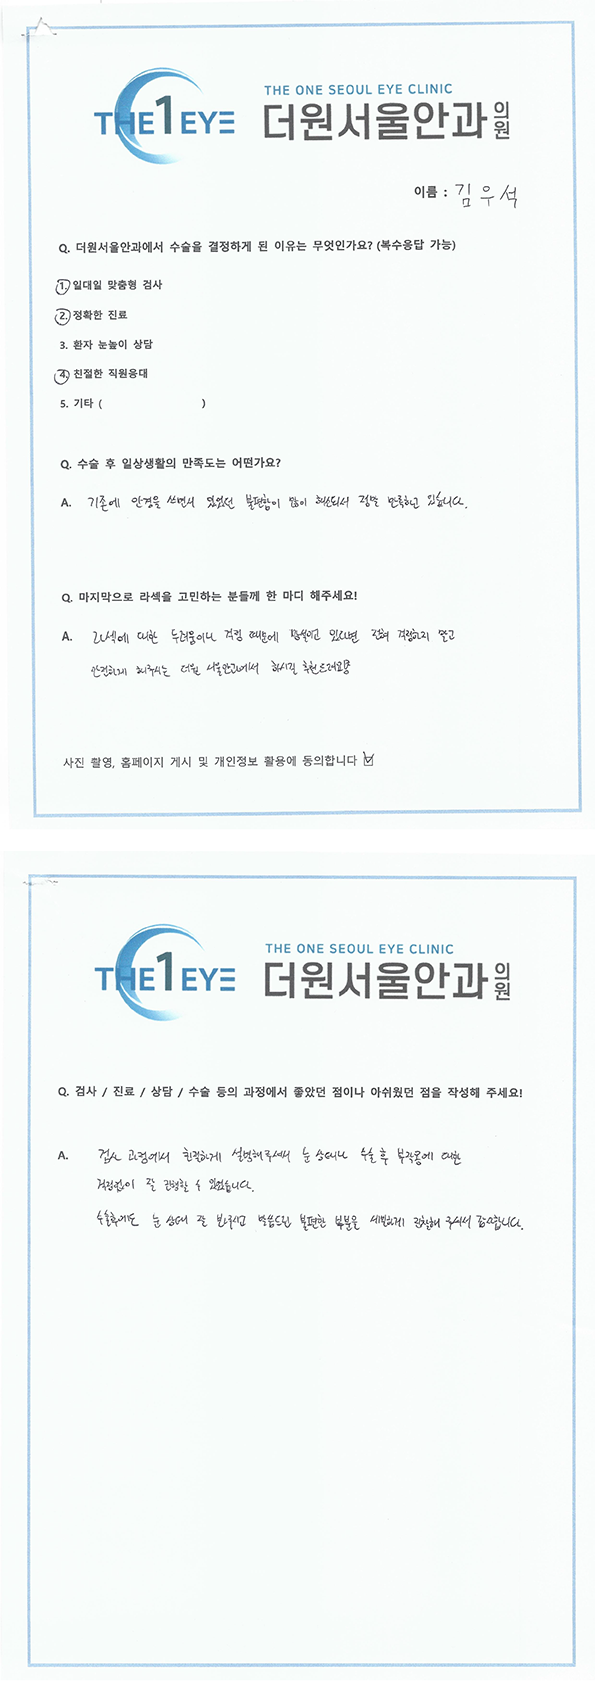 THE1EYE
THE ONE SEOUL EYE CLINIC
더원서울안과의원
이름 : 김우석
Q. 더원서울안과에서 수술을 결정하게 된 이유는 무엇인가요? (복수응답 가능)
1. 일대일 맞춤형 검사
2. 정확한 진료
3. 환자 눈높이 상담
4. 친절한 직원응대
5. 기타 ( )
Q. 수술 후 일상생활의 만족도는 어떤가요?
A. 기존에 안경을 쓰면서 있었던 불편함이 많이 해소되서 정말 만족하고 있습니다.
Q. 마지막으로 라섹을 고민하는 분들께 한 마디 해주세요!
A. 라섹에 대한 두려움이나 걱정 때문에 망설이고 있다면 전혀 걱정하지 말고
안전하게 해주시는 더원 서울안과에서 하시길 추천드려요
사진 촬영, 홈페이지 게시 및 개인정보 활용에 동의합니다
THE1EYE
THE ONE SEOUL EYE CLINIC
더원서울안과의원
Q. 검사 / 진료 / 상담 / 수술 등의 과정에서 좋았던 점이나 아쉬웠던 점을 작성해 주세요!
A. 검사 과정에서 친절하게 설명해주셔서 눈 상태나 수술 후 부작용에 대한
걱정없이 잘 진행할 수 있었습니다.
수술후에도 눈 상태 잘 봐주시고 말씀드린 불편한 부분을 세밀하게 관찰해 주셔서 감사합니다.